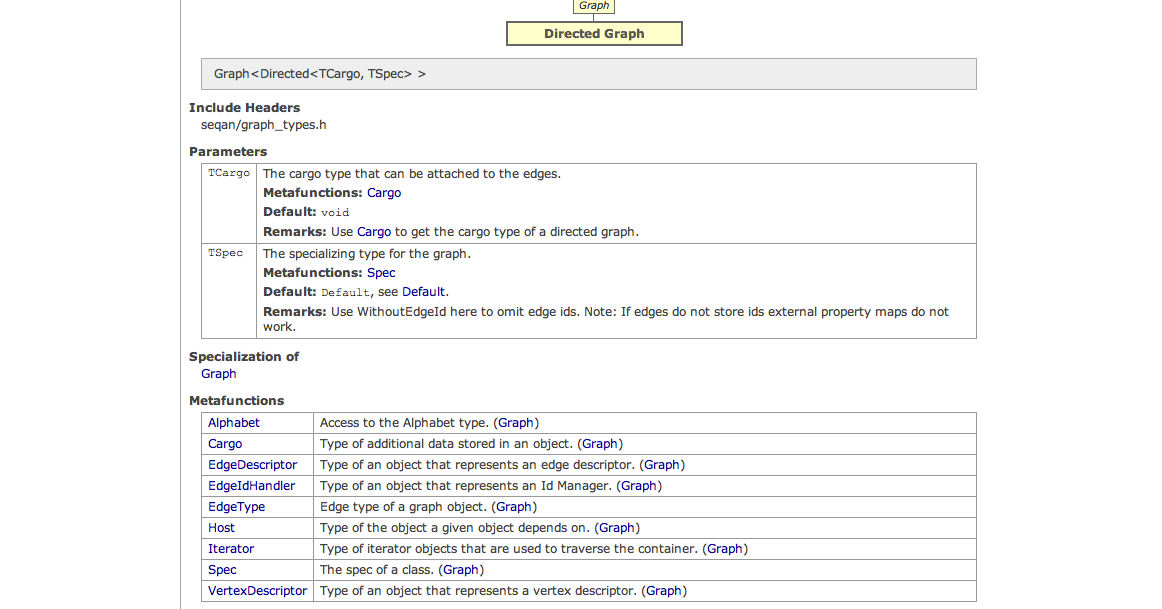 Graph
Directed Graph
Graph<Directed<TCargo, TSpec> >
Include Headers
seqan/graph_types.h
Parameters
TCargo The cargo type that can be attached to the edges.
Metafunctions: Cargo
Default: void
Remarks: Use Cargo to get the cargo type of a directed graph.
TSpec The specializing type for the graph.
Metafunctions: Spec
Default: Default, see Default.
Remarks: Use WithoutEdgeId here to omit edge ids. Note: If edges do not store ids external property maps do not
work.
Specialization of
Graph
Metafunctions
Alphabet Access to the Alphabet type. (Graph)
Cargo Type of additional data stored in an object. (Graph)
EdgeDescriptor Type of an object that represents an edge descriptor. (Graph)
EdgeIdHandler Type of an object that represents an Id Manager. (Graph)
EdgeType Edge type of a graph object. (Graph)
Host Type of the object a given object depends on. (Graph)
Iterator Type of iterator objects that are used to traverse the container. (Graph)
Spec The spec of a class. (Graph)
VertexDescriptor Type of an object that represents a vertex descriptor. (Graph)